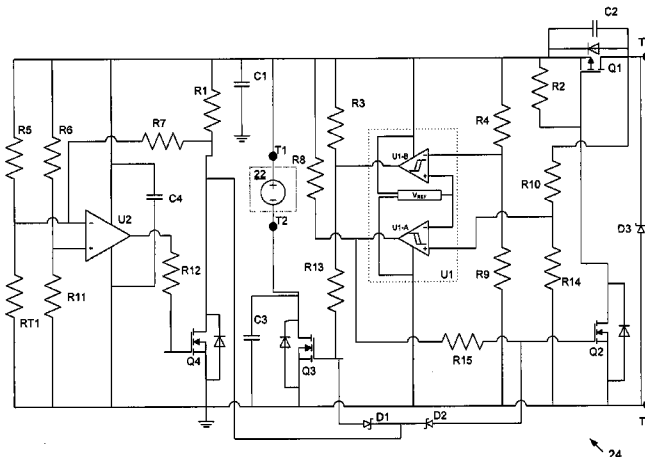 C2
T
Q1
R1
C1
R2
R5
R6
R7
R3
R4
T1
R8
22
U1-B
VREF
R10
C4
U2
T2
U1-A
D3
U1
R12
R13
R9
R14
R11
RT1
C3
Q4
Q3
R15
Q2
D1
D2
T
24